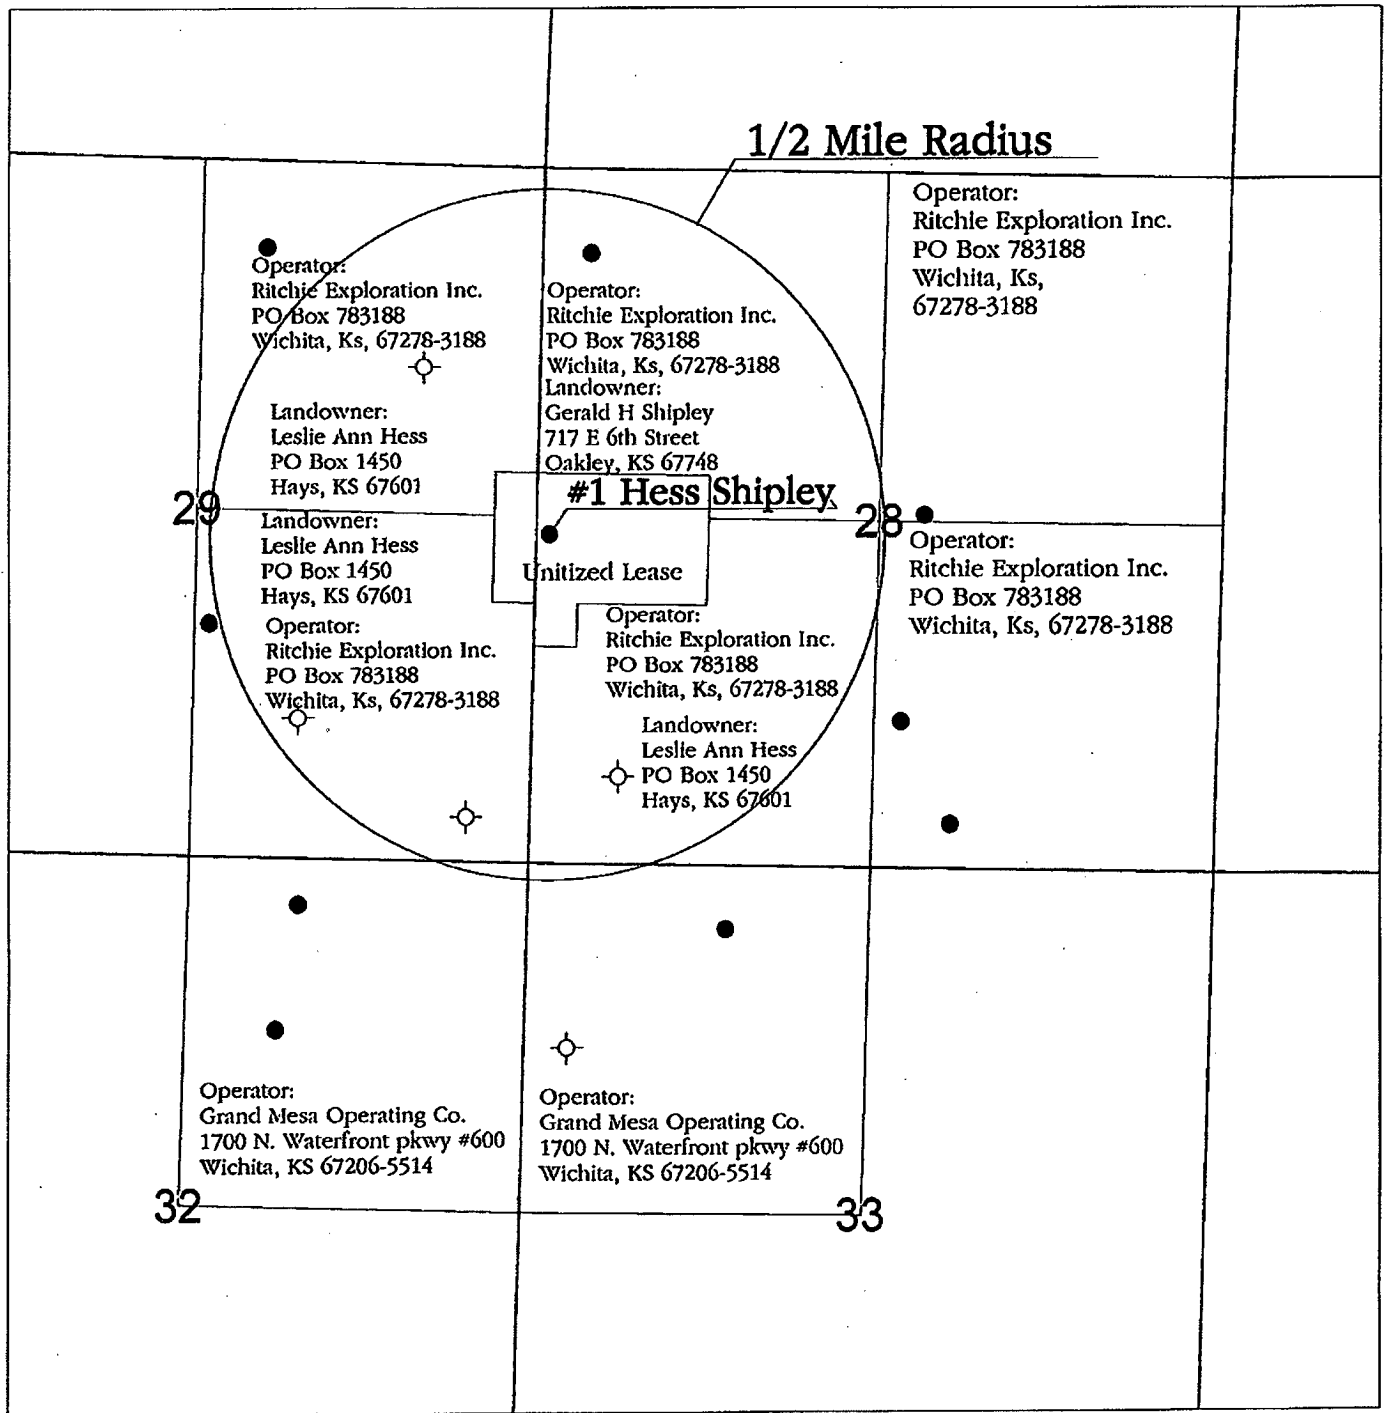 1/2 Mile Radius
Operator:
Ritchie Exploration Inc.
PO Box 783188
Wichita, Ks,
67278-3188
Operator:
Ritchie Exploration Inc.
PO Box 783188
Wichita, Ks, 67278-3188
Operator:
Ritchie Exploration Inc.
PO Box 783188
Wichita, Ks, 67278-3188
Landowner:
Gerald H Shipley
717 E 6th Street
Oakley, KS 67748
Landowner:
Leslie Ann Hess
PO Box 1450
Hays, KS 67601
#1 Hess Shipley
29
28
Landowner:
Leslie Ann Hess
PO Box 1450
Hays, KS 67601
Unitized Lease
Operator:
Ritchie Exploration Inc.
PO Box 783188
Wichita, Ks, 67278-3188
Operator:
Ritchie Exploration Inc.
PO Box 783188
Wichita, Ks, 67278-3188
Operator:
Ritchie Exploration Inc.
PO Box 783188
Wichita, Ks, 67278-3188
Landowner:
Leslie Ann Hess
PO Box 1450
Hays, KS 67601
Operator:
Grand Mesa Operating Co.
1700 N. Waterfront pkwy #600
Wichita, KS 67206-5514
Operator:
Grand Mesa Operating Co.
1700 N. Waterfront pkwy #600
Wichita, KS 67206-5514
32
33